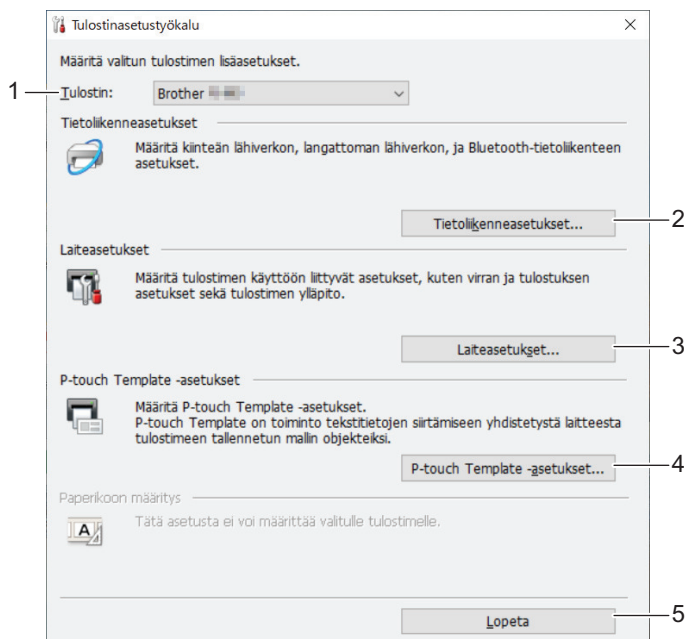 Tulostinasetustyökalu
Määritä valitun tulostimen lisäasetukset.
1
Tulostin:
Brother
Tietoliikenneasetukset
Määritä kiinteän lähiverkon, langattoman lähiverkon, ja Bluetooth-tietoliikenteen
asetukset.
Tietoliikenneasetukset...
2
Laiteasetukset
Määritä tulostimen käyttöön liittyvät asetukset, kuten virran ja tulostuksen
asetukset sekä tulostimen ylläpito.
Laiteasetukset...
3
P-touch Template -asetukset
Määritä P-touch Template -asetukset.
P-touch Template on toiminto tekstitietojen siirtämiseen yhdistetystä laitteesta
tulostimeen tallennetun mallin objekteiksi.
P-touch Template -asetukset...
4
Paperikoon määritys
A
Tätä asetusta ei voi määrittää valitulle tulostimelle.
Lopeta
5